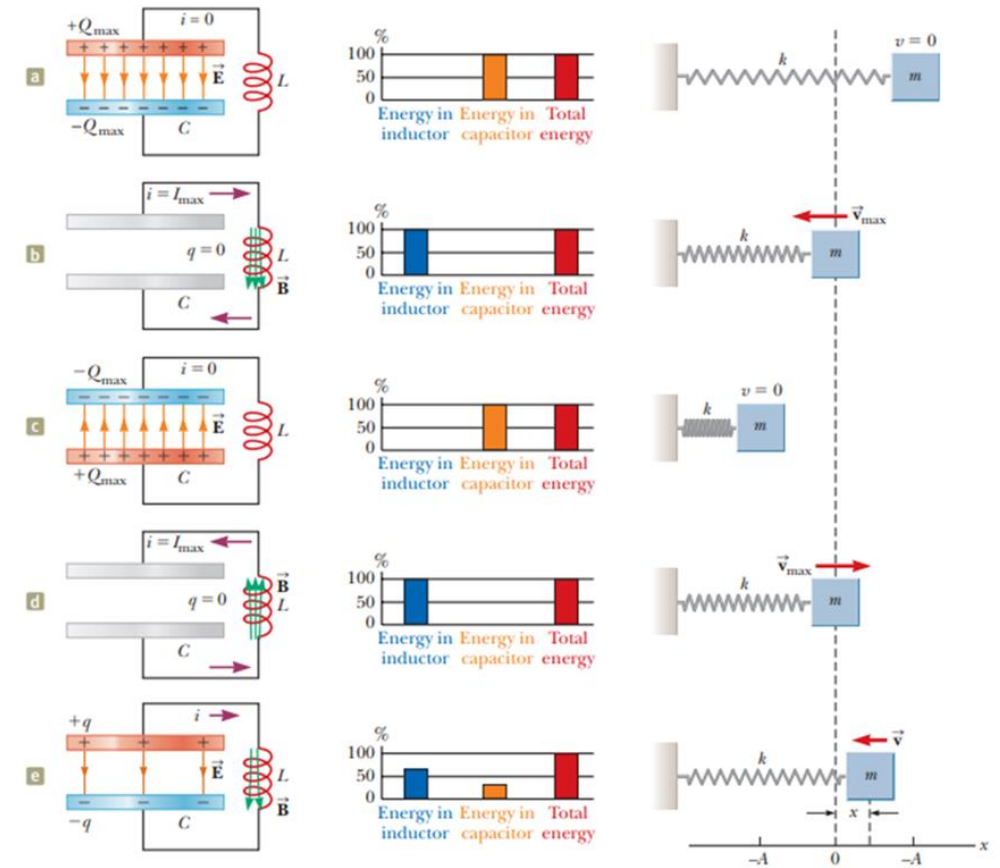 a
+Qmax
+ + + + + + +
E
− − − − − − −
−Qmax
C
i = 0
L
%
100
50
0
Energy in inductor
Energy in capacitor
Total energy
k
v = 0
m
b
i = Imax
q = 0
L
B
C
%
100
50
0
Energy in inductor
Energy in capacitor
Total energy
k
vmax
m
c
−Qmax
− − − − − − −
E
+ + + + + + +
+Qmax
C
i = 0
L
%
100
50
0
Energy in inductor
Energy in capacitor
Total energy
k
v = 0
m
d
i = Imax
q = 0
B
L
C
%
100
50
0
Energy in inductor
Energy in capacitor
Total energy
k
vmax
m
e
+q
+ + +
E
− − −
−q
C
i
L
B
%
100
50
0
Energy in inductor
Energy in capacitor
Total energy
k
v
m
x
−A 0 −A x